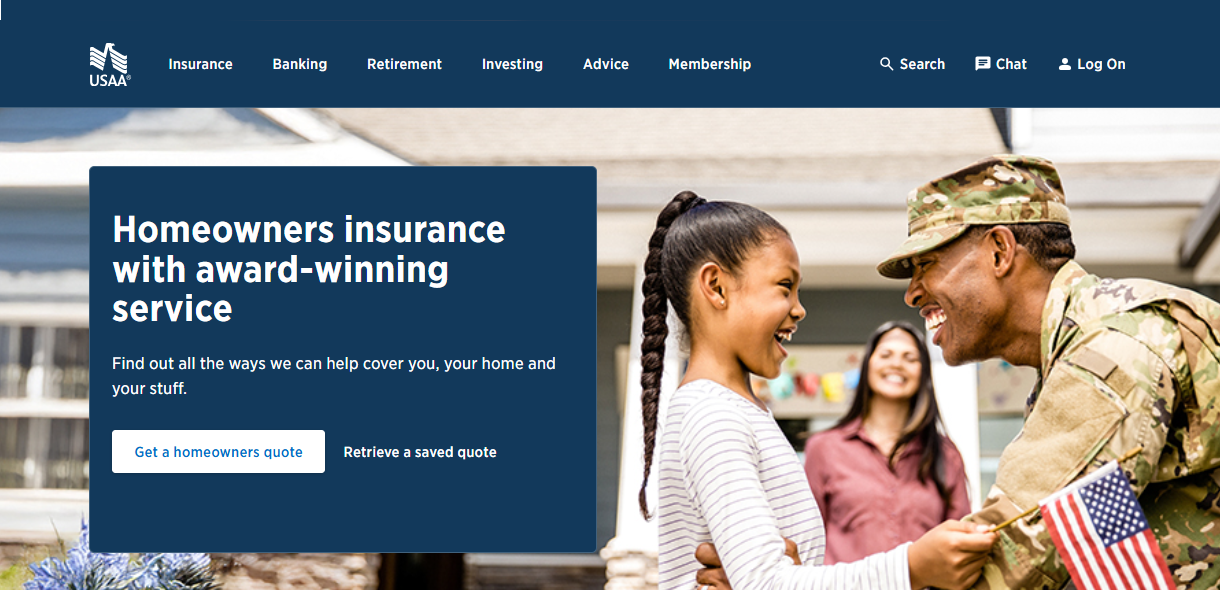 USAA®
Insurance
Banking
Retirement
Investing
Advice
Membership
Search
Chat
Log On
Homeowners insurance
with award-winning
service
Find out all the ways we can help cover you, your home and
your stuff.
Get a homeowners quote
Retrieve a saved quote